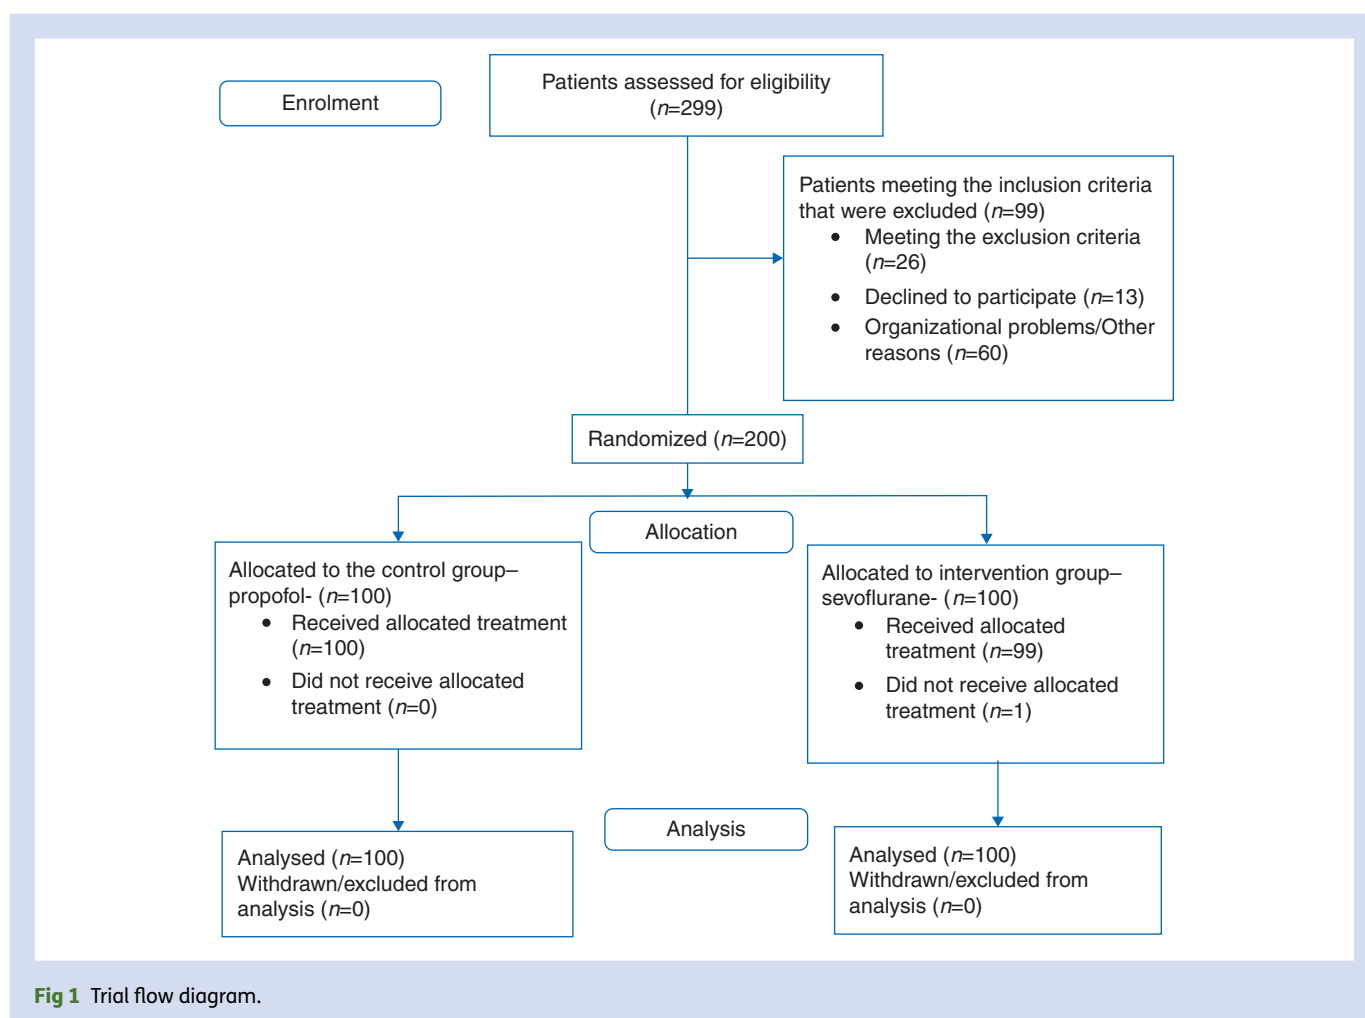 Enrolment
Patients assessed for eligibility
(n=299)
Patients meeting the inclusion criteria
that were excluded (n=99)
• Meeting the exclusion criteria
(n=26)
• Declined to participate (n=13)
• Organizational problems/Other
reasons (n=60)
Randomized (n=200)
Allocation
Allocated to the control group–
propofol- (n=100)
• Received allocated treatment
(n=100)
• Did not receive allocated
treatment (n=0)
Allocated to intervention group–
sevoflurane- (n=100)
• Received allocated
treatment (n=99)
• Did not receive allocated
treatment (n=1)
Analysis
Analysed (n=100)
Withdrawn/excluded from
analysis (n=0)
Analysed (n=100)
Withdrawn/excluded from
analysis (n=0)
Fig 1 Trial flow diagram.